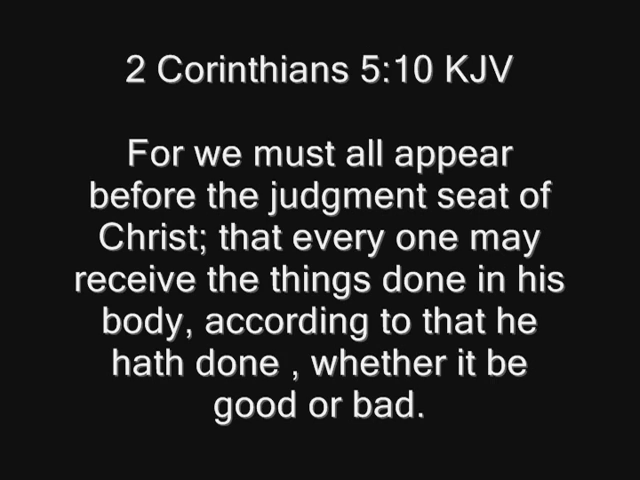 2 Corinthians 5:10 KJV
For we must all appear
before the judgment seat of
Christ; that every one may
receive the things done in his
body, according to that he
hath done , whether it be
good or bad.